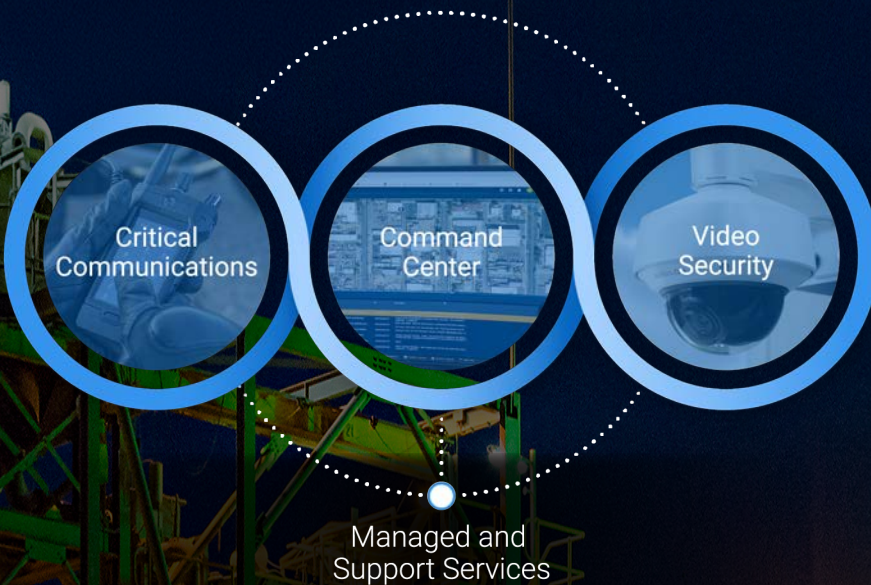 Critical
Communications
Command
Center
Video
Security
Managed and
Support Services